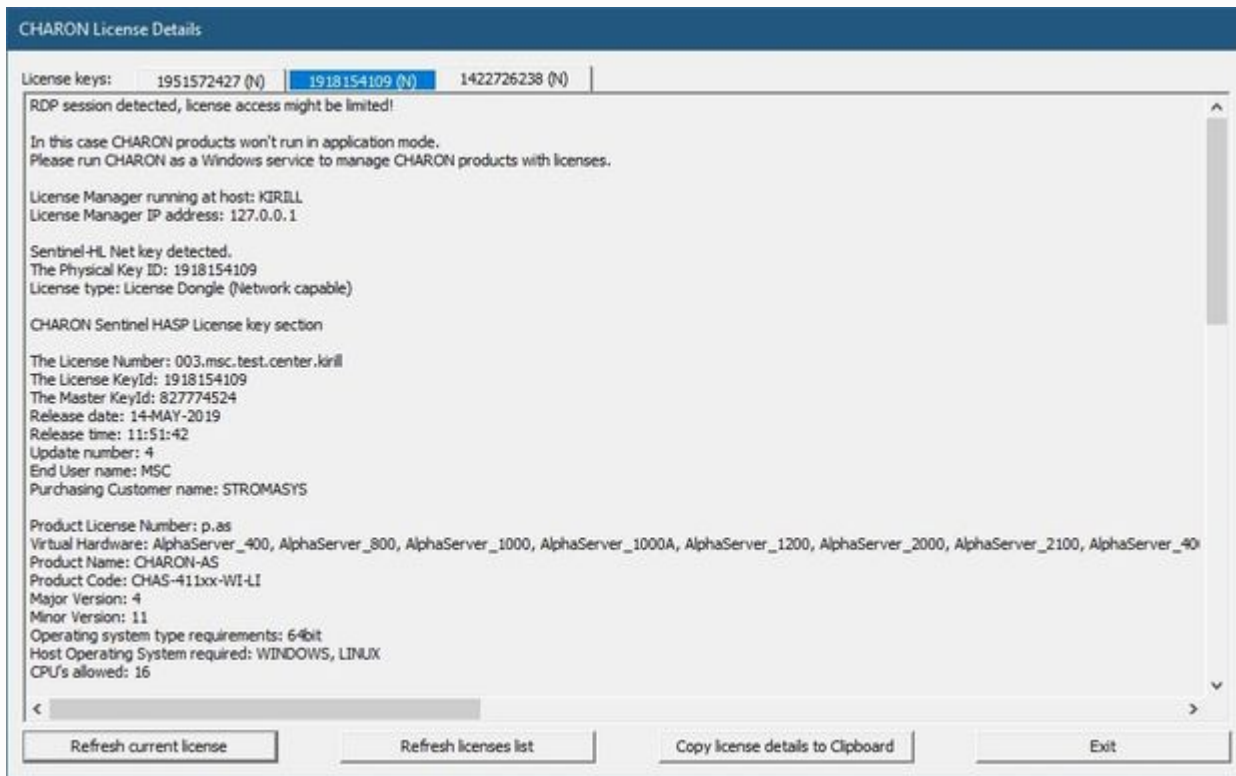 CHARON License Details
License keys: 1951572427 (N) 1918154109 (N) 1422726238 (N)
RDP session detected, license access might be limited!
In this case CHARON products won't run in application mode.
Please run CHARON as a Windows service to manage CHARON products with licenses.
License Manager running at host: KIRILL
License Manager IP address: 127.0.0.1
Sentinel-HL Net key detected.
The Physical Key ID: 1918154109
License type: License Dongle (Network capable)
CHARON Sentinel HASP License key section
The License Number: 003.msc.test.center.kirill
The License KeyId: 1918154109
The Master KeyId: 827774524
Release date: 14-MAY-2019
Release time: 11:51:42
Update number: 4
End User name: MSC
Purchasing Customer name: STROMASYS
Product License Number: p.as
Virtual Hardware: AlphaServer_400, AlphaServer_800, AlphaServer_1000, AlphaServer_1000A, AlphaServer_1200, AlphaServer_2000, AlphaServer_2100, AlphaServer_40
Product Name: CHARON-AS
Product Code: CHAS-411xx-WI-LI
Major Version: 4
Minor Version: 11
Operating system type requirements: 64bit
Host Operating System required: WINDOWS, LINUX
CPU's allowed: 16
Refresh current license Refresh licenses list Copy license details to Clipboard Exit